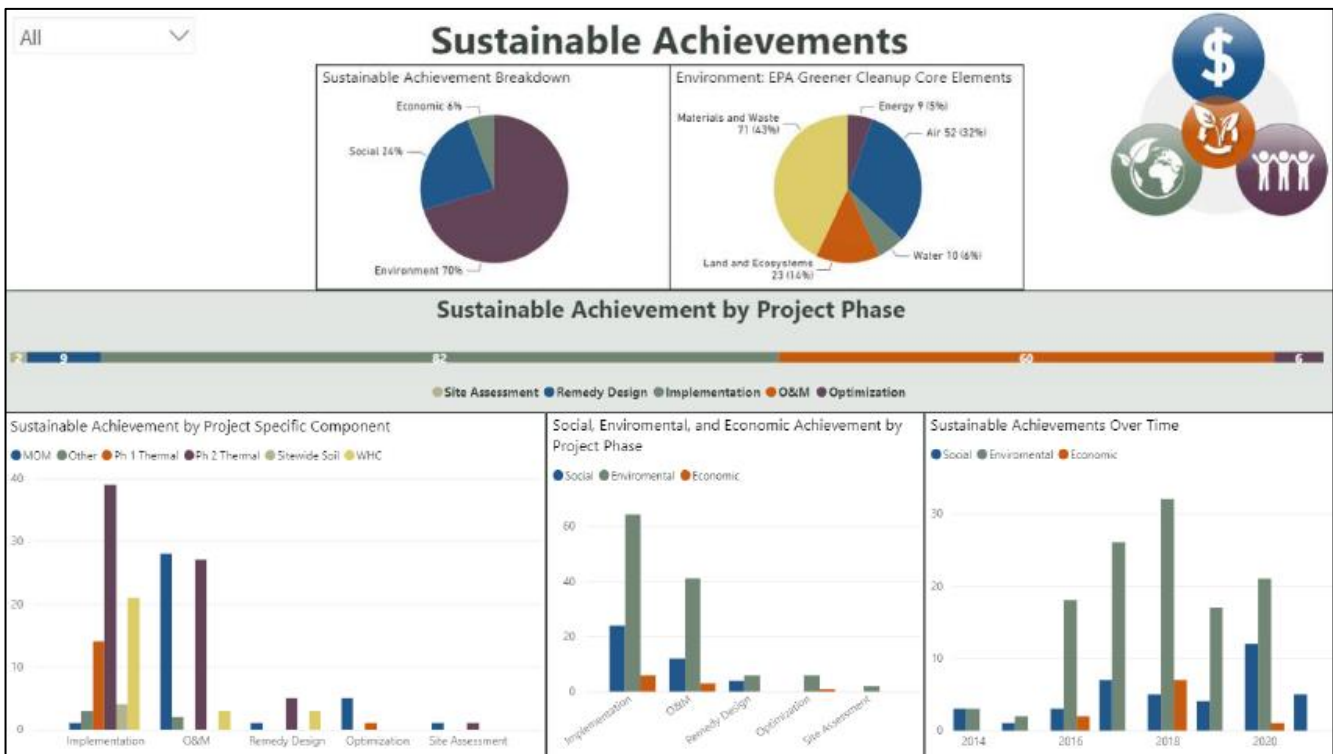 All
Sustainable Achievements
Sustainable Achievement Breakdown
Economic 6%
Social 24%
Environment 70%
Environment: EPA Greener Cleanup Core Elements
Energy 9 (5%)
Materials and Waste
71 (43%)
Air 52 (32%)
Water 10 (6%)
Land and Ecosystems
23 (14%)
$
Sustainable Achievement by Project Phase
2 9 82 60 6
Site Assessment Remedy Design Implementation O&M Optimization
Sustainable Achievement by Project Specific Component
MOM Other Ph 1 Thermal Ph 2 Thermal Sitewide Soil WHC
40
30
20
10
0
Implementation O&M Remedy Design Optimization Site Assessment
Social, Enviromental, and Economic Achievement by
Project Phase
Social Enviromental Economic
60
40
20
0
Implementation O&M Remedy Design Optimization Site Assessment
Sustainable Achievements Over Time
Social Enviromental Economic
30
20
10
0
2014 2016 2018 2020